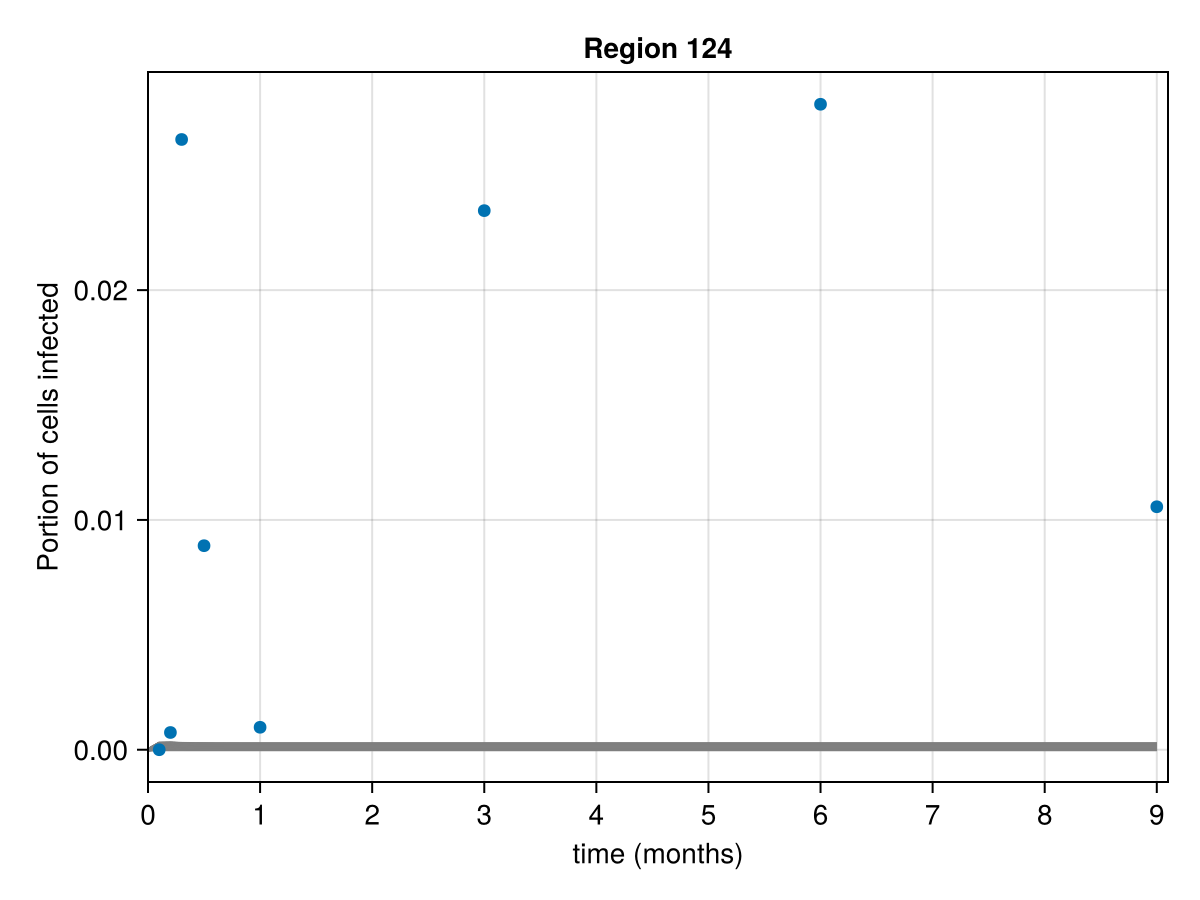 Region 124
Portion of cells infected
0.02
0.01
0.00
0 1 2 3 4 5 6 7 8 9
time (months)